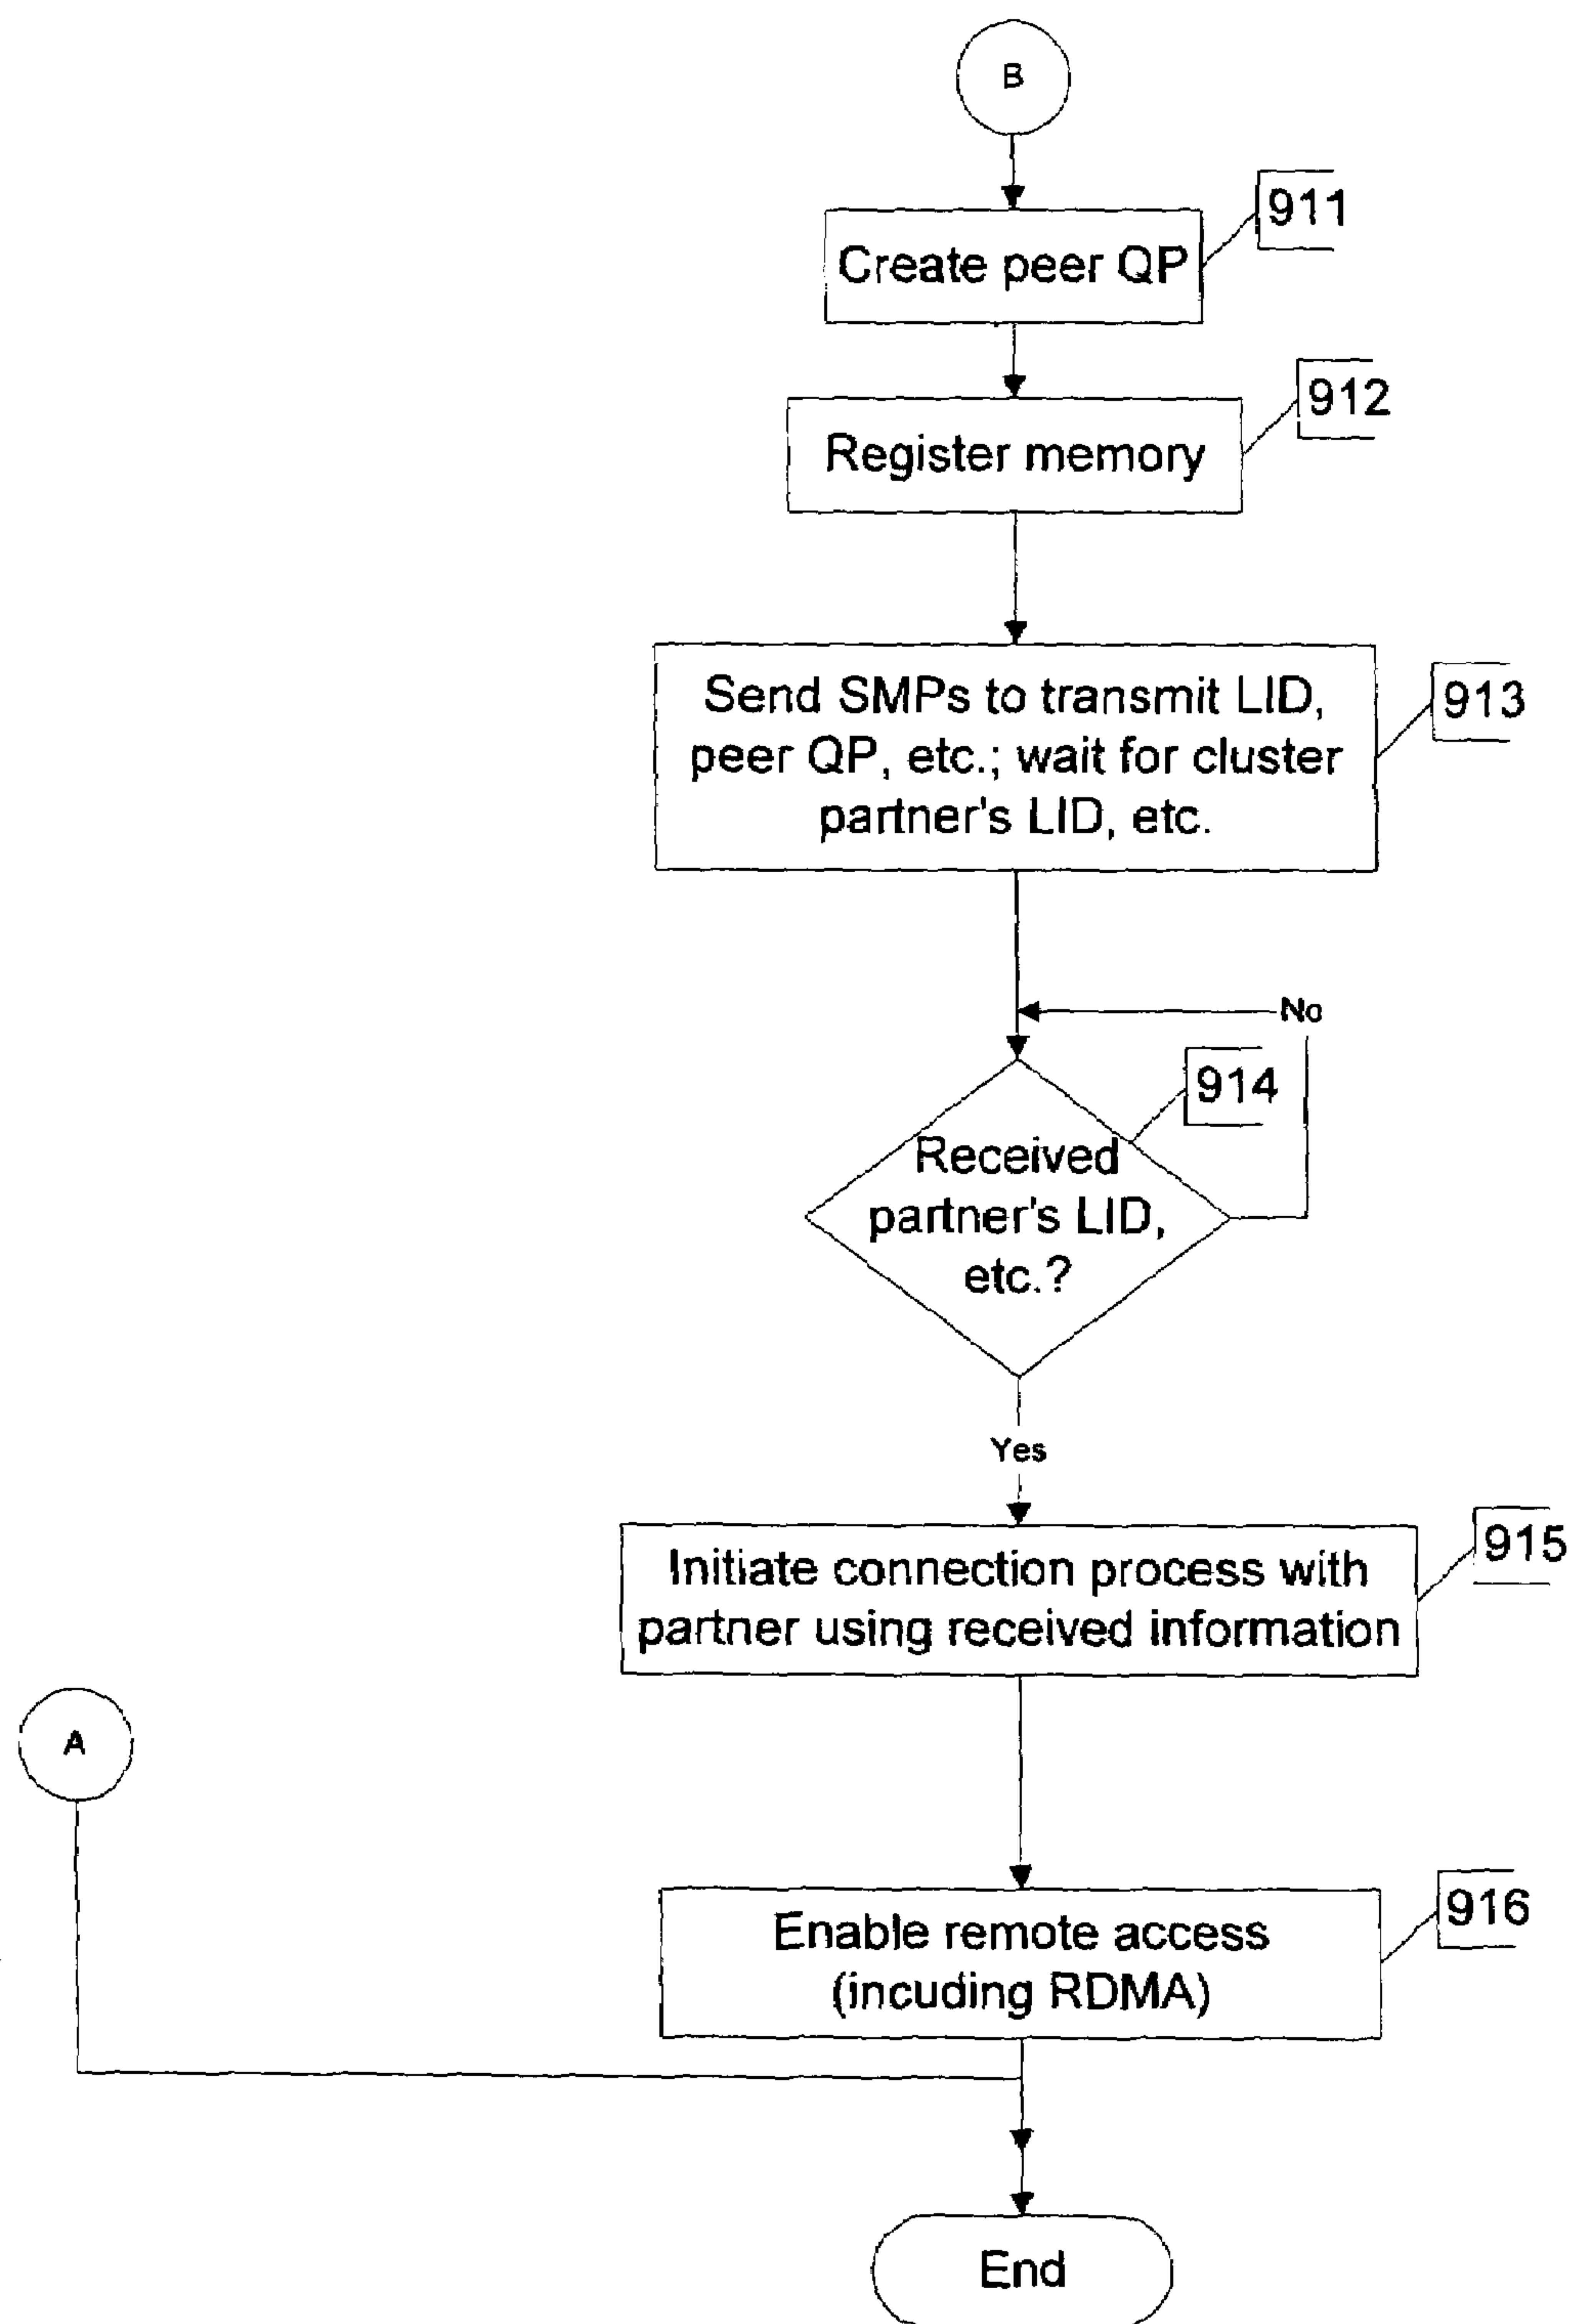 B
911
Create peer QP
912
Register memory
913
Send SMPs to transmit LID,
peer QP, etc.; wait for cluster
partner's LID, etc.
No
914
Received
partner's LID,
etc.?
Yes
915
Initiate connection process with
partner using received information
A
916
Enable remote access
(incuding RDMA)
End